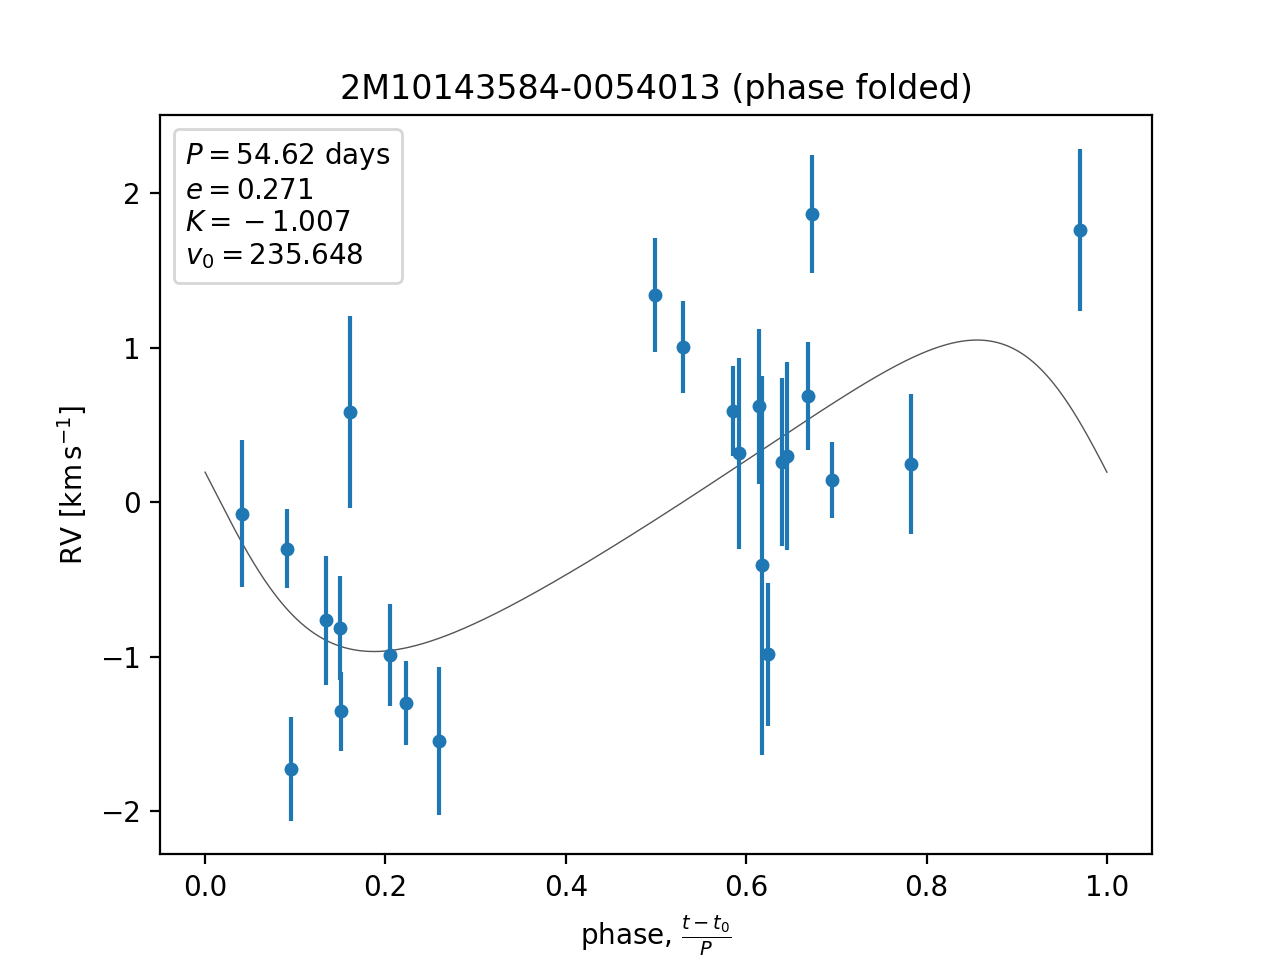 2M10143584-0054013 (phase folded)
P = 54.62 days
e = 0.271
K = −1.007
v₀ = 235.648
2
1
0
−1
−2
RV [km s⁻¹]
0.0 0.2 0.4 0.6 0.8 1.0
phase, (t − t₀)/P